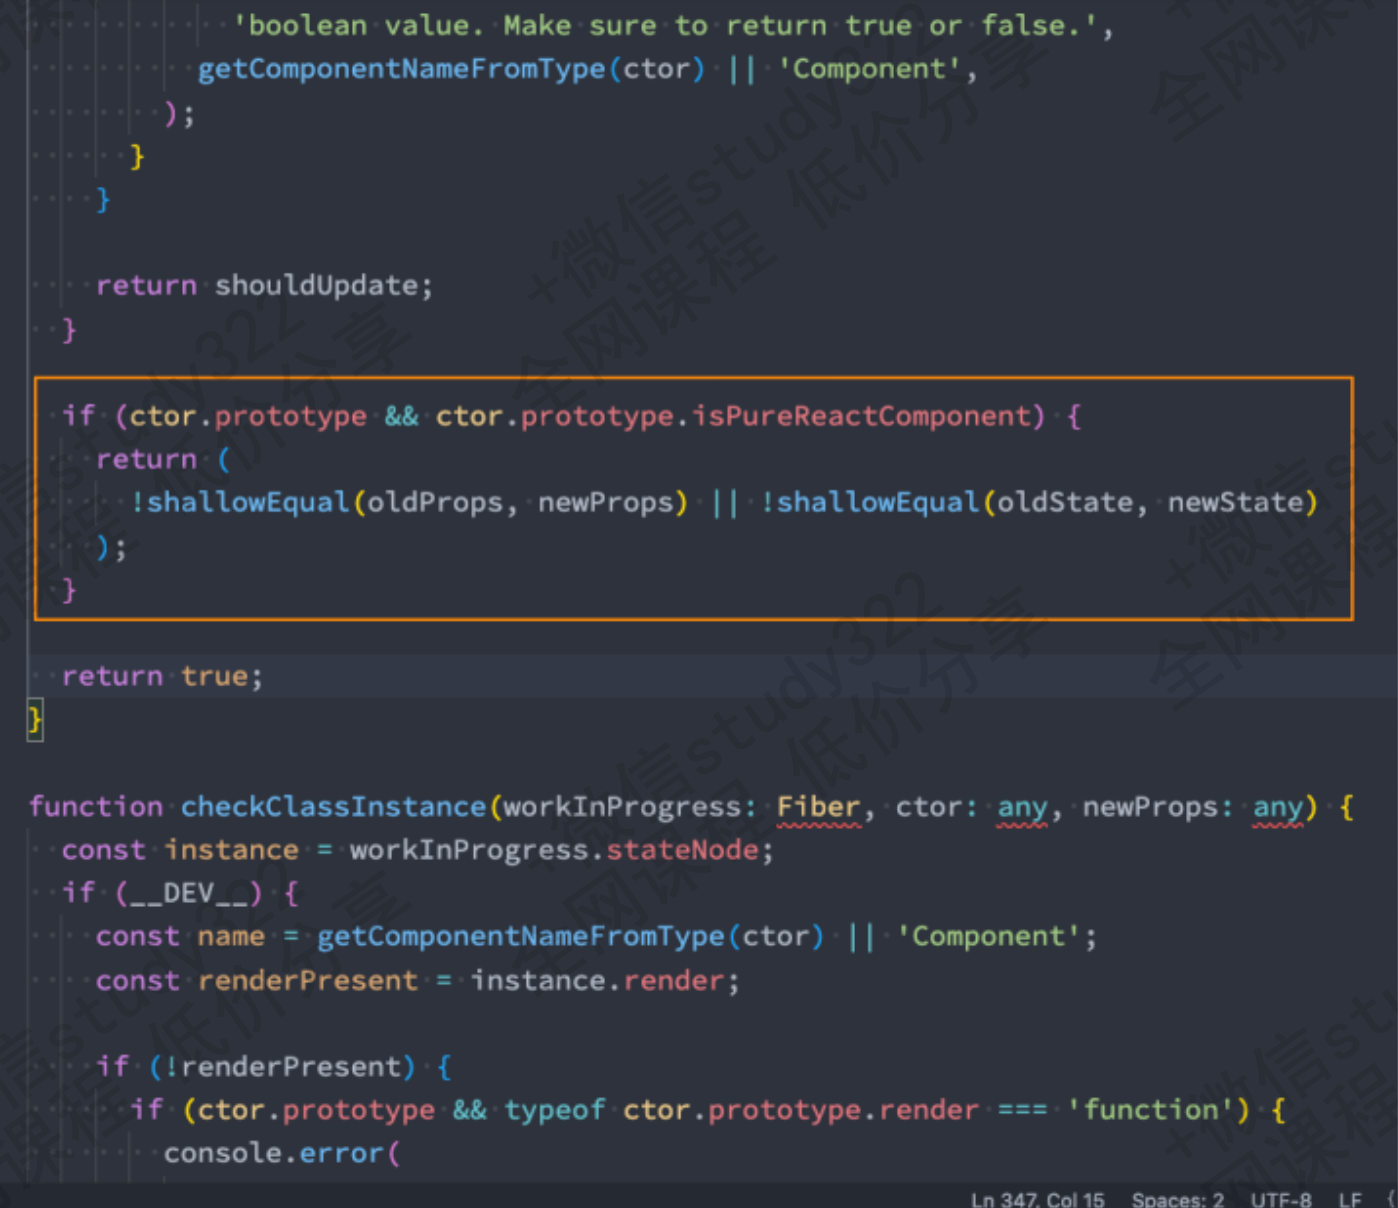 'boolean value. Make sure to return true or false.',
getComponentNameFromType(ctor) || 'Component',
);
}
}
return shouldUpdate;
}
if (ctor.prototype && ctor.prototype.isPureReactComponent) {
return (
!shallowEqual(oldProps, newProps) || !shallowEqual(oldState, newState)
);
}
return true;
}
function checkClassInstance(workInProgress: Fiber, ctor: any, newProps: any) {
const instance = workInProgress.stateNode;
if (__DEV__) {
const name = getComponentNameFromType(ctor) || 'Component';
const renderPresent = instance.render;
if (!renderPresent) {
if (ctor.prototype && typeof ctor.prototype.render === 'function') {
console.error(
Ln 347, Col 15 Spaces: 2 UTF-8 LF {
+微信study322
全网课程 低价分享